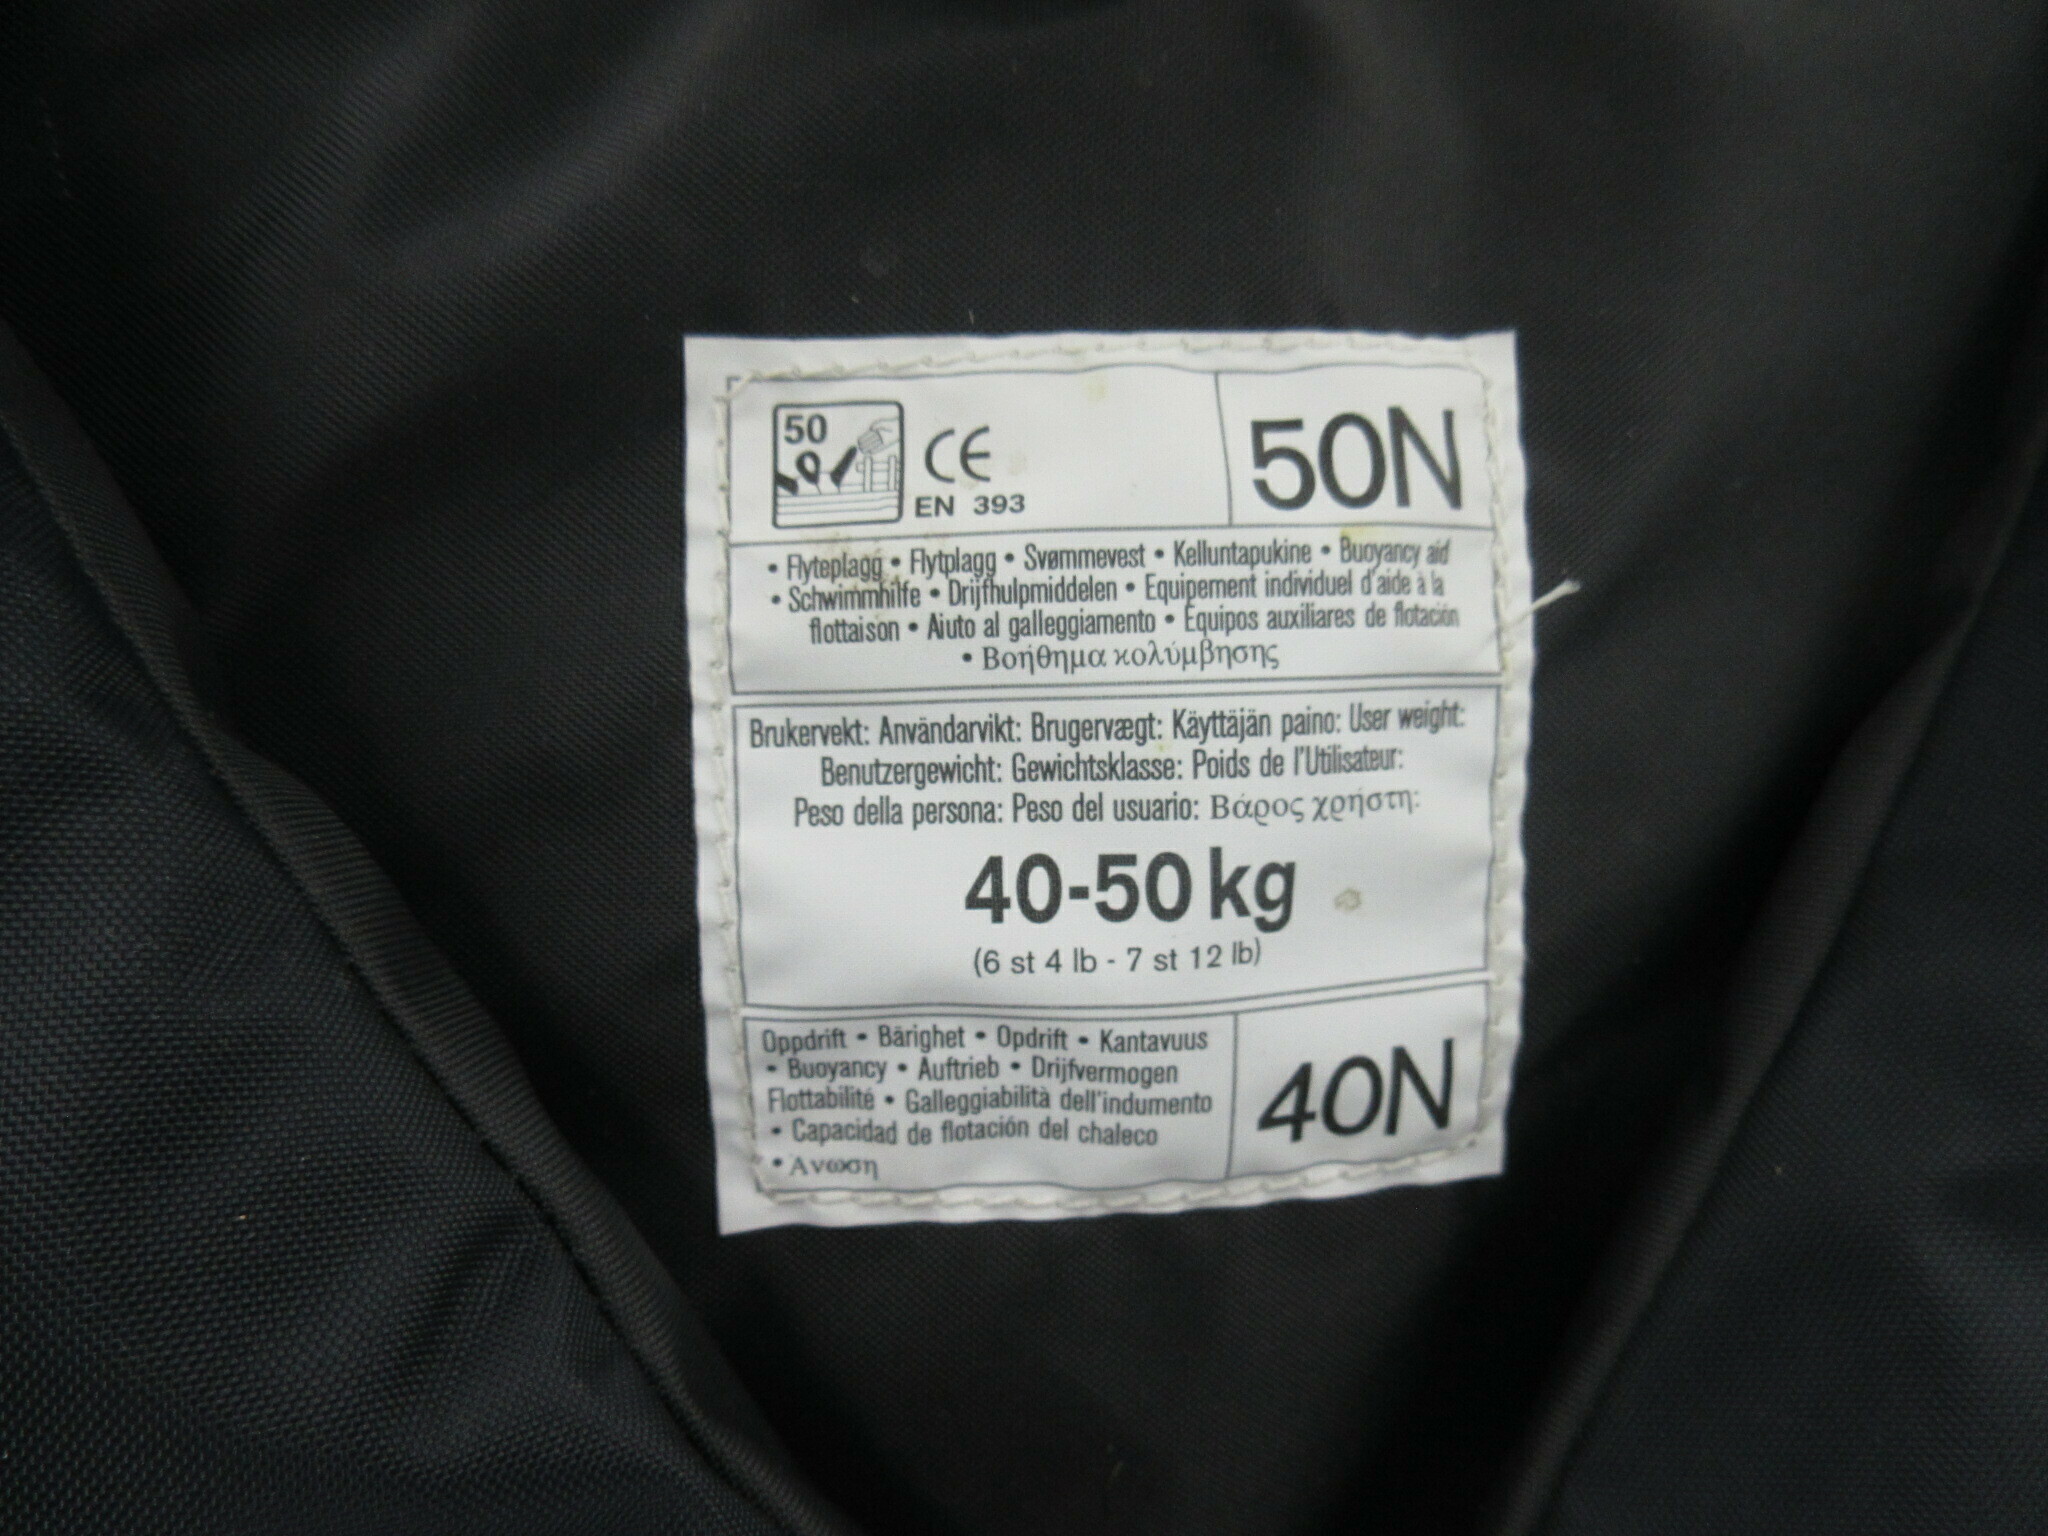 50
CE
EN 393
50N
• Flyteplagg • Flytplagg • Svømmevest • Kelluntapukine • Buoyancy aid
• Schwimmhilfe • Drijfhulpmiddelen • Equipement individuel d'aide à la
flottaison • Aiuto al galleggiamento • Equipos auxiliares de flotación
• Βοήθημα κολύμβησης
Brukervekt: Användarvikt: Brugervægt: Käyttäjän paino: User weight:
Benutzergewicht: Gewichtsklasse: Poids de l'Utilisateur:
Peso della persona: Peso del usuario: Βάρος χρήστη:
40-50 kg
(6 st 4 lb - 7 st 12 lb)
Oppdrift • Bärighet • Opdrift • Kantavuus
• Buoyancy • Auftrieb • Drijfvermogen
Flottabilité • Galleggiabilità dell'indumento
• Capacidad de flotación del chaleco
• Ανωση
40N